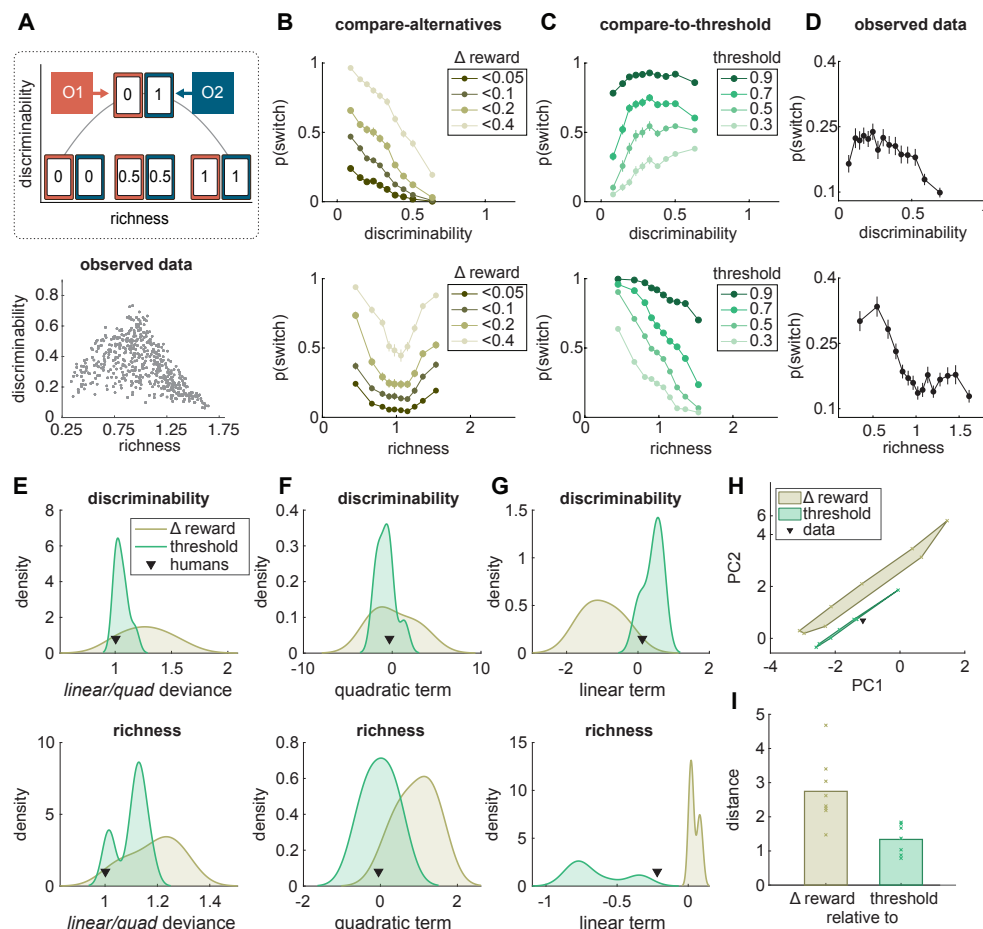 A
discriminability
O1
0
1
O2
0
0
0.5
0.5
1
1
richness
observed data
discriminability
0.8
0.6
0.4
0.2
0
0.25
0.75
1.25
1.75
richness
B
compare-alternatives
p(switch)
1
0.5
0
0
1
discriminability
Δ reward
<0.05
<0.1
<0.2
<0.4
p(switch)
1
0.5
0
0
1
2
richness
Δ reward
<0.05
<0.1
<0.2
<0.4
C
compare-to-threshold
p(switch)
1
0.5
0
0
0.5
1
discriminability
threshold
0.9
0.7
0.5
0.3
p(switch)
1
0.5
0
0
1
2
richness
threshold
0.9
0.7
0.5
0.3
D
observed data
p(switch)
0.4
0.25
0.1
0
0.5
1
discriminability
p(switch)
0.4
0.3
0.1
0.5
1
1.5
richness
E
discriminability
density
8
6
4
2
0
1
1.5
2
linear/quad deviance
Δ reward
threshold
humans
richness
density
10
5
0
1
1.2
1.4
linear/quad deviance
F
density
0.4
0.3
0.2
0.1
0
-10
0
10
quadratic term
density
0.8
0.6
0.4
0.2
0
-2
0
2
quadratic term
G
discriminability
density
1.5
1
0.5
0
-2
0
2
linear term
richness
density
15
10
5
0
-1
-0.5
0
linear term
H
PC2
6
4
2
0
-4
-2
0
2
PC1
Δ reward
threshold
data
I
distance
5
4
3
2
1
0
Δ reward
threshold
relative to